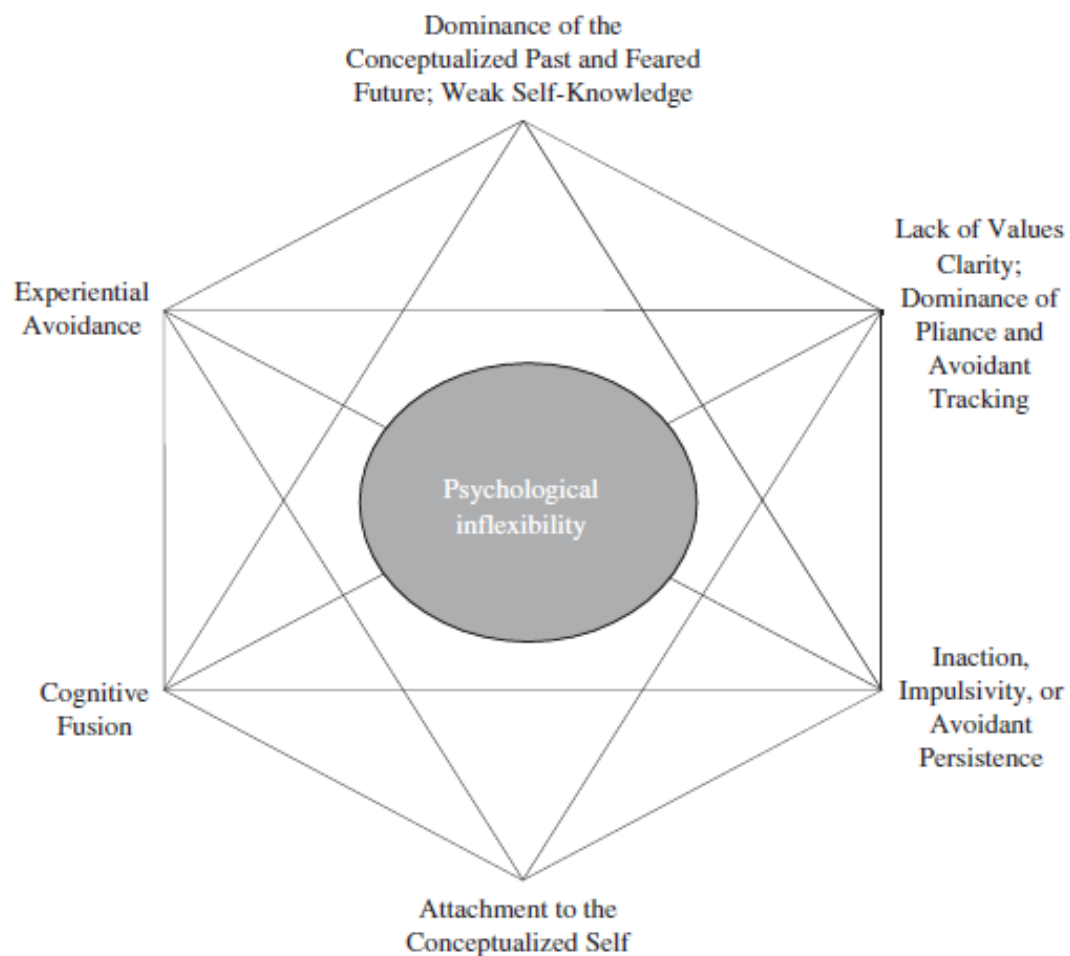 Dominance of the
Conceptualized Past and Feared
Future; Weak Self-Knowledge
Lack of Values
Clarity;
Dominance of
Pliance and
Avoidant
Tracking
Experiential
Avoidance
Psychological
inflexibility
Cognitive
Fusion
Inaction,
Impulsivity, or
Avoidant
Persistence
Attachment to the
Conceptualized Self